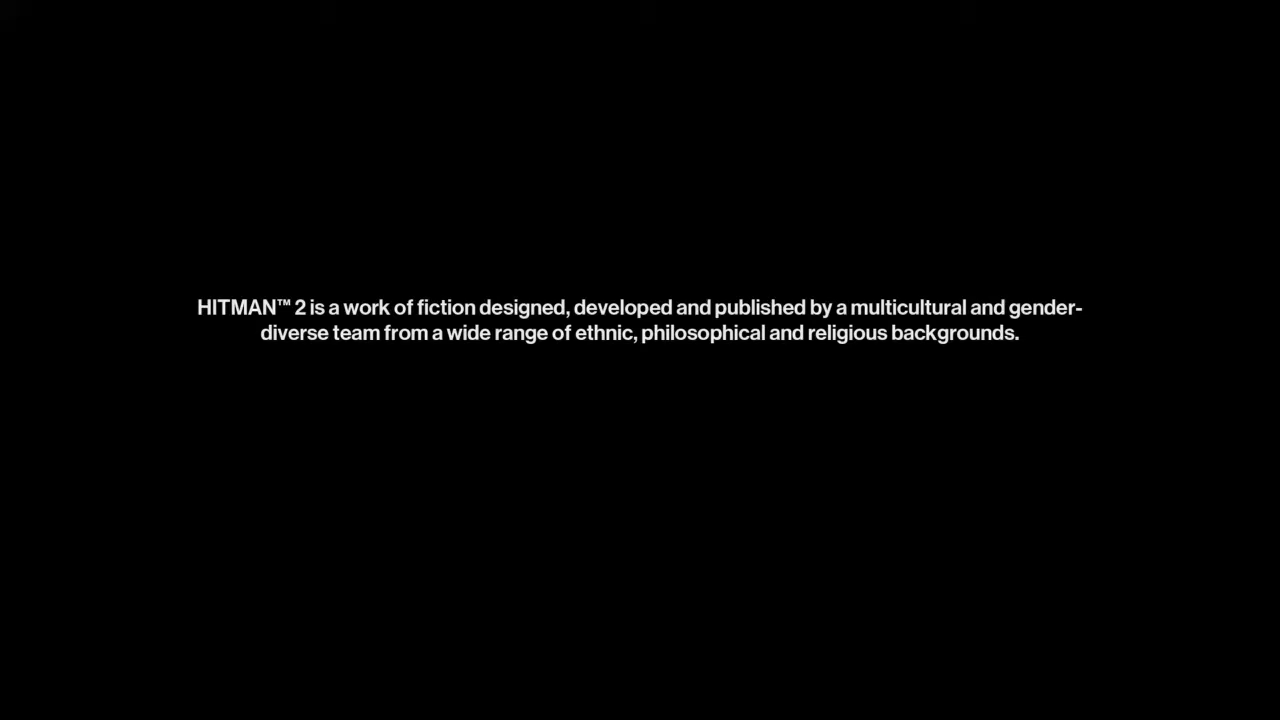 HITMAN™ 2 is a work of fiction designed, developed and published by a multicultural and gender-
diverse team from a wide range of ethnic, philosophical and religious backgrounds.